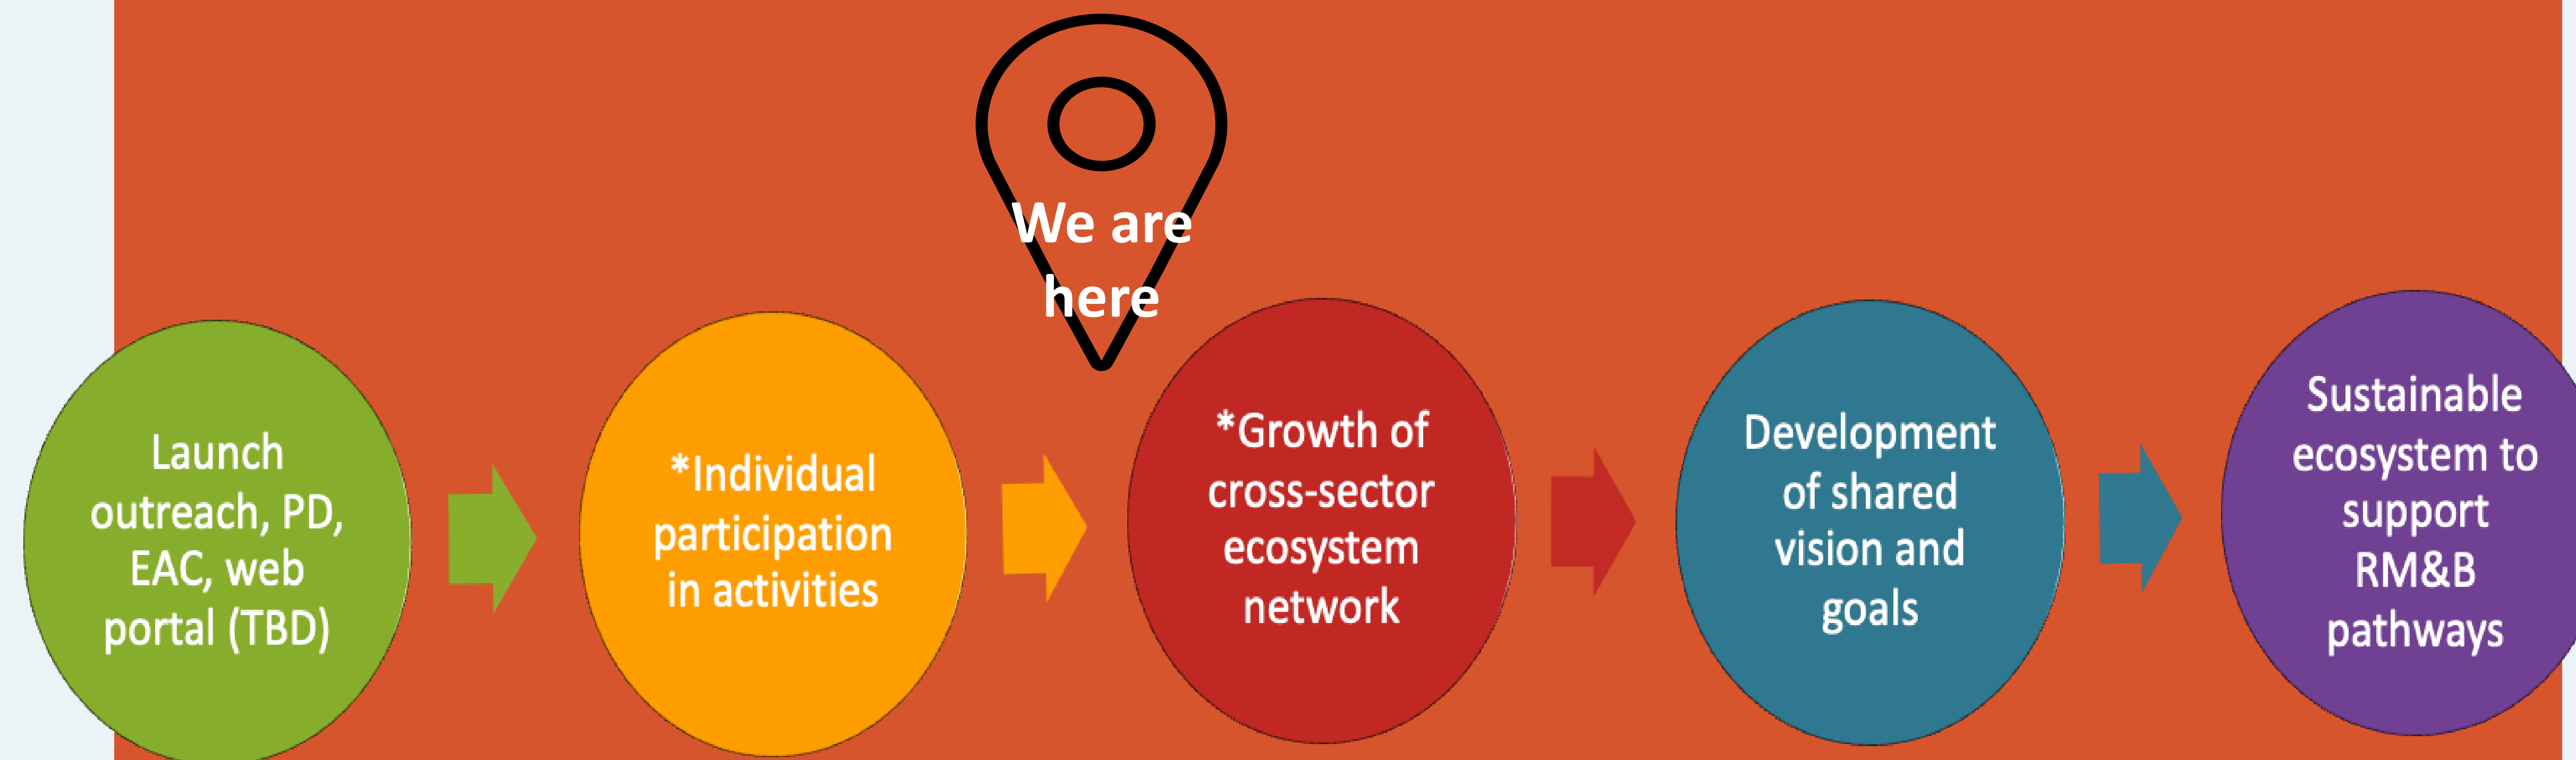 We are
here
Launch
outreach, PD,
EAC, web
portal (TBD)
*Individual
participation
in activities
*Growth of
cross-sector
ecosystem
network
Development
of shared
vision and
goals
Sustainable
ecosystem to
support
RM&B
pathways